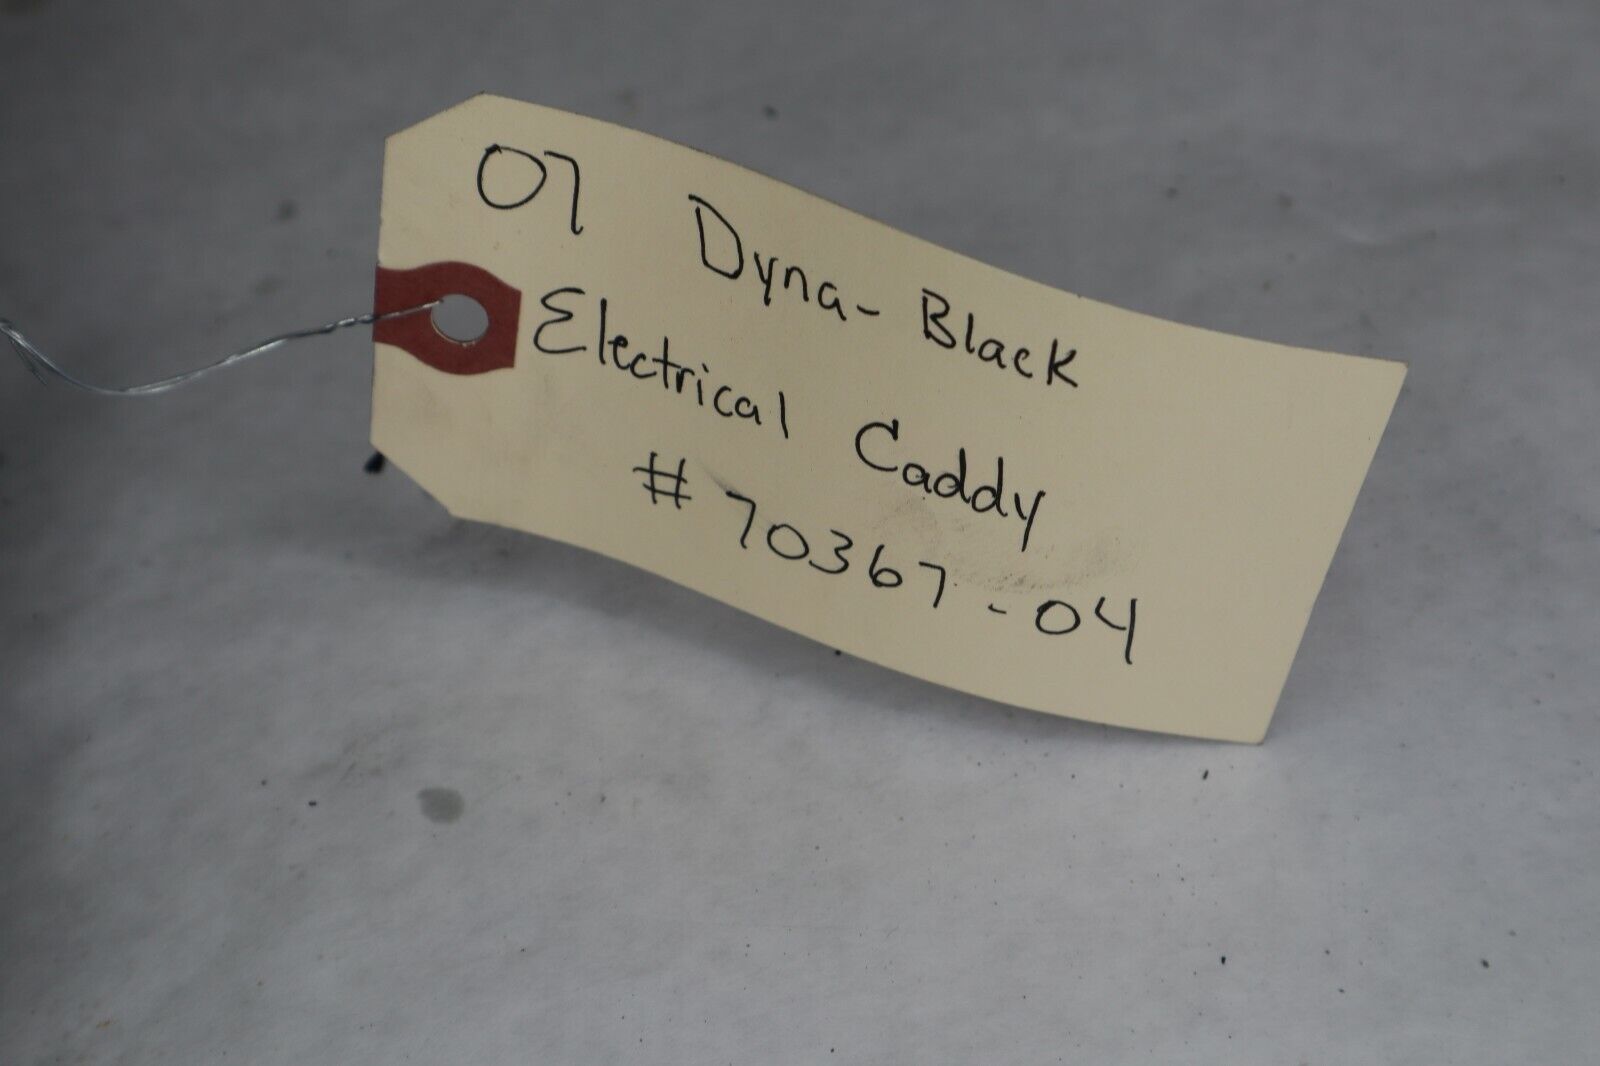 07 Dyna-Black
Electrical Caddy
# 70367-04